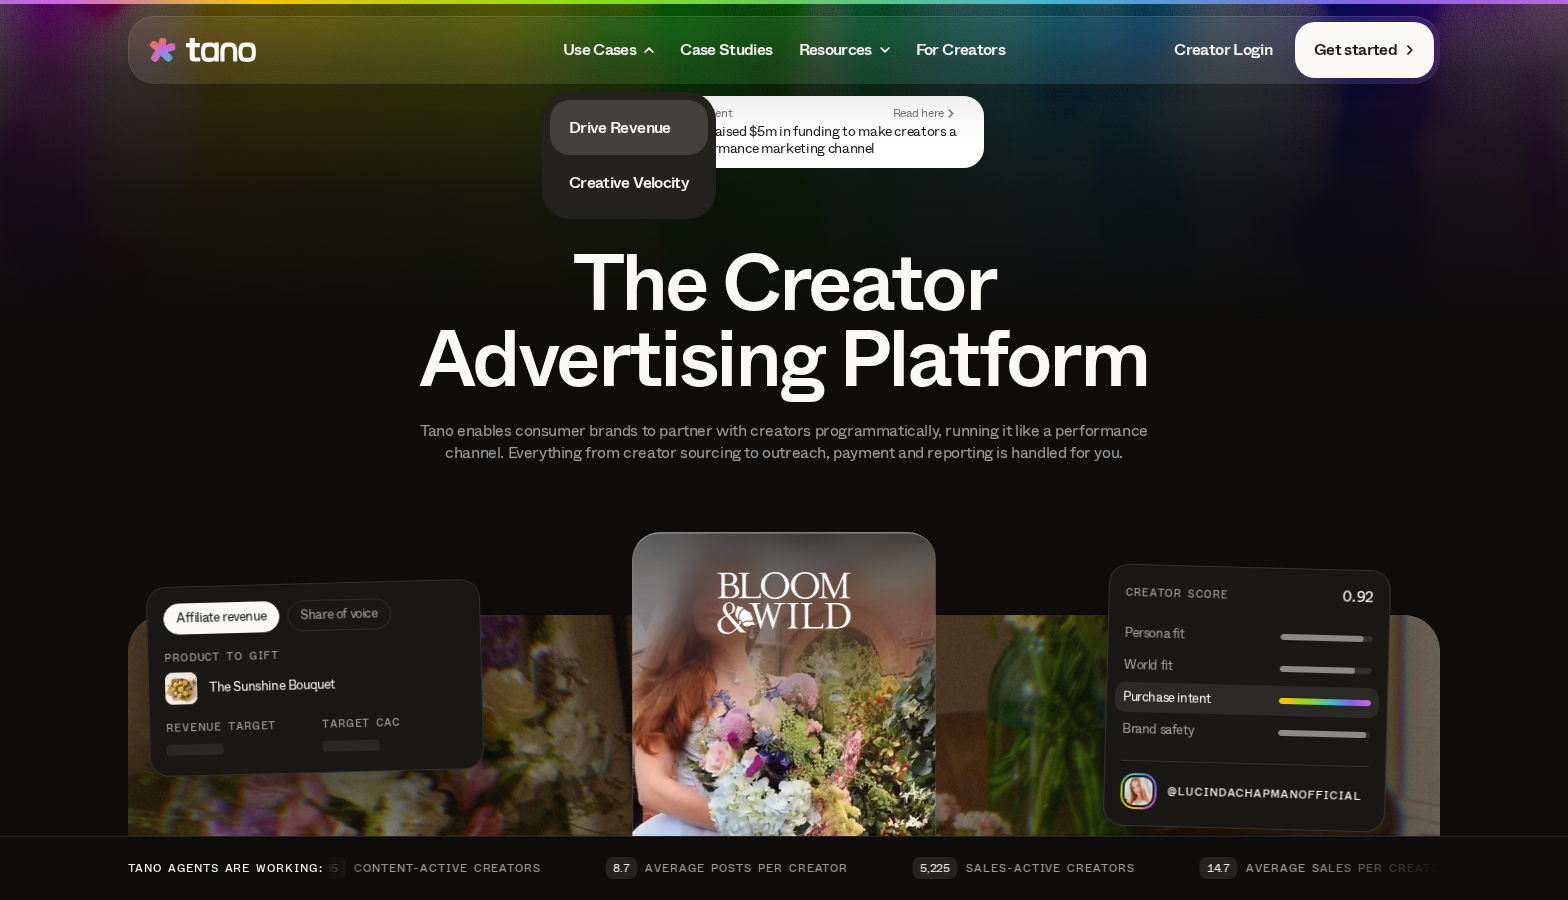 tano
Use Cases
Case Studies
Resources
For Creators
Creator Login
Get started
Drive Revenue
Creative Velocity
Read here
$5m in funding to make creators a
marketing channel
The Creator
Advertising Platform
Tano enables consumer brands to partner with creators programmatically, running it like a performance
channel. Everything from creator sourcing to outreach, payment and reporting is handled for you.
Affiliate revenue
Share of voice
PRODUCT TO GIFT
The Sunshine Bouquet
REVENUE TARGET
TARGET CAC
BLOOM
&WILD
CREATOR SCORE
0.92
Persona fit
World fit
Purchase intent
Brand safety
@LUCINDACHAPMANOFFICIAL
TANO AGENTS ARE WORKING:
CONTENT-ACTIVE CREATORS
8.7 AVERAGE POSTS PER CREATOR
5,225 SALES-ACTIVE CREATORS
14.7 AVERAGE SALES PER